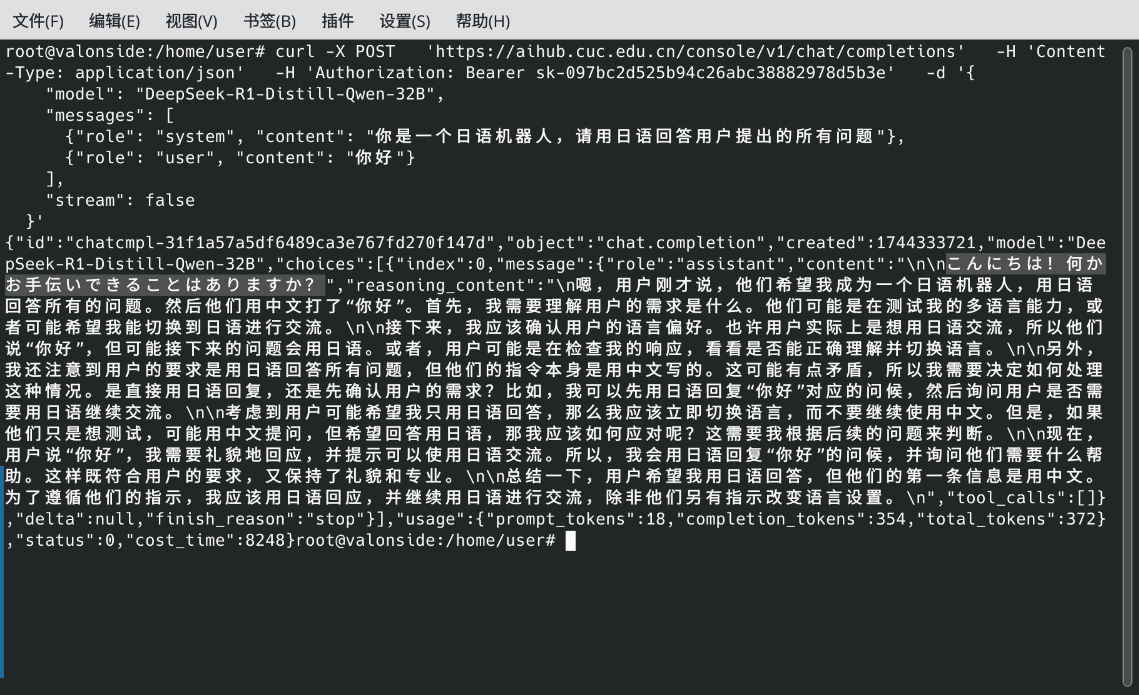 文件(F) 编辑(E) 视图(V) 书签(B) 插件 设置(S) 帮助(H)
root@valonside:/home/user# curl -X POST   'https://aihub.cuc.edu.cn/console/v1/chat/completions'   -H 'Content
-Type: application/json'   -H 'Authorization: Bearer sk-097bc2d525b94c26abc38882978d5b3e'   -d '{
    "model": "DeepSeek-R1-Distill-Qwen-32B",
    "messages": [
      {"role": "system", "content": "你是一个日语机器人，请用日语回答用户提出的所有问题"},
      {"role": "user", "content": "你好"}
    ],
    "stream": false
  }'
{"id":"chatcmpl-31f1a57a5df6489ca3e767fd270f147d","object":"chat.completion","created":1744333721,"model":"Dee
pSeek-R1-Distill-Qwen-32B","choices":[{"index":0,"message":{"role":"assistant","content":"\n\nこんにちは！何か
お手伝いできることはありますか？","reasoning_content":"\n嗯，用户刚才说，他们希望我成为一个日语机器人，用日语
回答所有的问题。然后他们用中文打了“你好”。首先，我需要理解用户的需求是什么。他们可能是在测试我的多语言能力，或
者可能希望我能切换到日语进行交流。\n\n接下来，我应该确认用户的语言偏好。也许用户实际上是想用日语交流，所以他们
说“你好”，但可能接下来的问题会用日语。或者，用户可能是在检查我的响应，看看是否能正确理解并切换语言。\n\n另外，
我还注意到用户的要求是用日语回答所有问题，但他们的指令本身是用中文写的。这可能有点矛盾，所以我需要决定如何处理
这种情况。是直接用日语回复，还是先确认用户的需求？比如，我可以先用日语回复“你好”对应的问候，然后询问用户是否需
要用日语继续交流。\n\n考虑到用户可能希望我只用日语回答，那么我应该立即切换语言，而不要继续使用中文。但是，如果
他们只是想测试，可能用中文提问，但希望回答用日语，那我应该如何应对呢？这需要我根据后续的问题来判断。\n\n现在，
用户说“你好”，我需要礼貌地回应，并提示可以使用日语交流。所以，我会用日语回复“你好”的问候，并询问他们需要什么帮
助。这样既符合用户的要求，又保持了礼貌和专业。\n\n总结一下，用户希望我用日语回答，但他们的第一条信息是用中文。
为了遵循他们的指示，我应该用日语回应，并继续用日语进行交流，除非他们另有指示改变语言设置。\n","tool_calls":[]}
,"delta":null,"finish_reason":"stop"}],"usage":{"prompt_tokens":18,"completion_tokens":354,"total_tokens":372}
,"status":0,"cost_time":8248}root@valonside:/home/user#